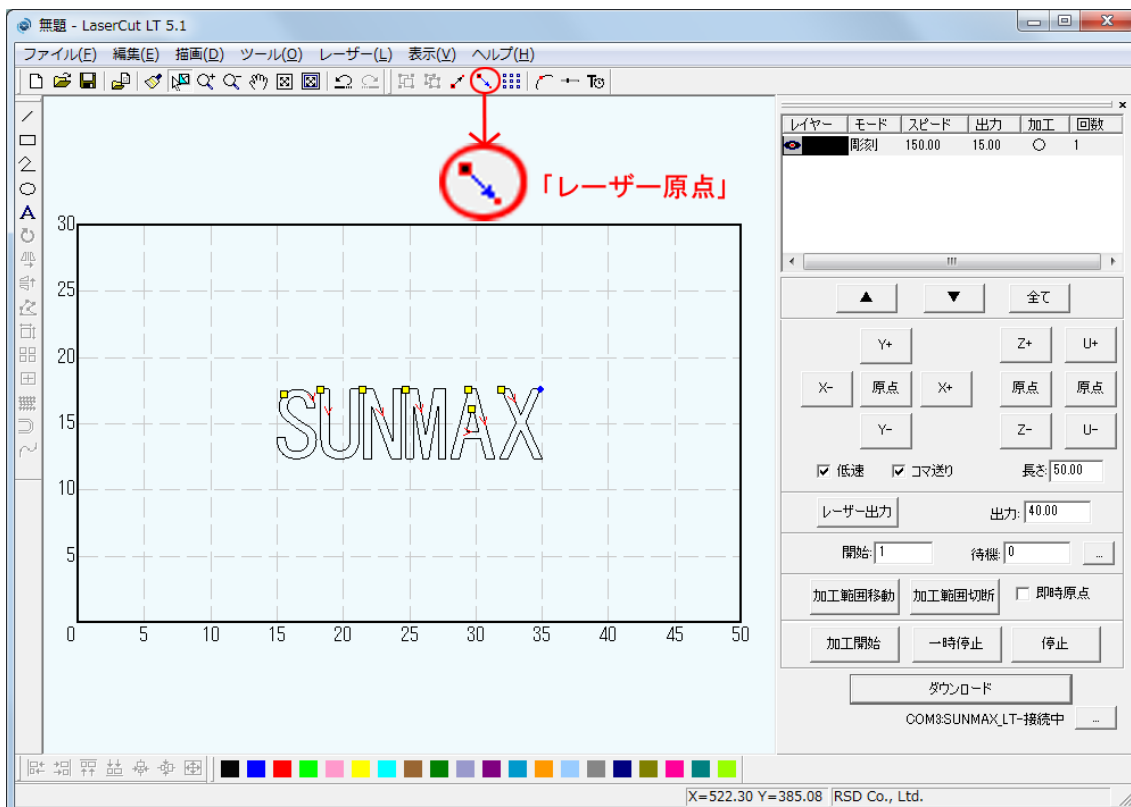 無題 - LaserCut LT 5.1
ファイル(F) 編集(E) 描画(D) ツール(O) レーザー(L) 表示(V) ヘルプ(H)
「レーザー原点」
レイヤー モード スピード 出力 加工 回数
彫刻 150.00 15.00 ○ 1
▲ ▼ 全て
Y+ Z+ U+
X- 原点 X+ 原点 原点
Y- Z- U-
低速 コマ送り 長さ: 50.00
レーザー出力 出力: 40.00
開始: 1 待機: 0 ...
加工範囲移動 加工範囲切断 即時原点
加工開始 一時停止 停止
ダウンロード
COM3:SUNMAX_LT-接続中 ...
30
25
20
15
10
5
SUNMAX
0 5 10 15 20 25 30 35 40 45 50
X=522.30 Y=385.08 RSD Co., Ltd.